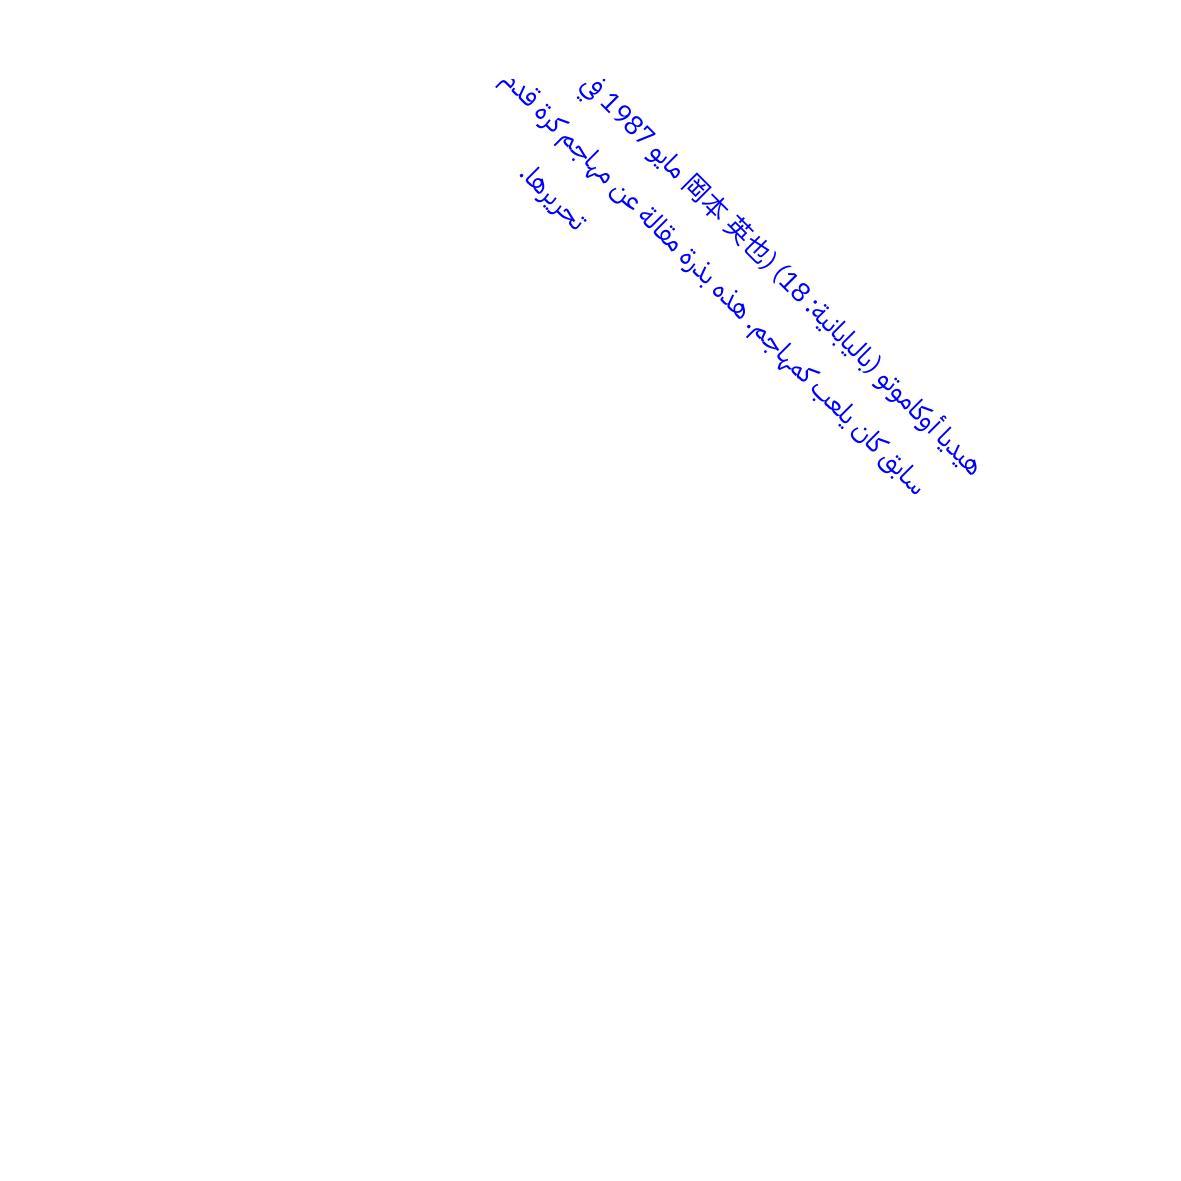 هيديا أوكاموتو (باليابانية: 岡本 英也) (18 مايو 1987 في
سابق كان يلعب كمهاجم. هذه بذرة مقالة عن مهاجم كرة قدم
تحريرها.